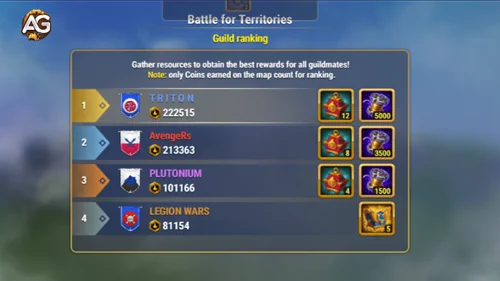 AG
Battle for Territories
Guild ranking
Gather resources to obtain the best rewards for all guildmates!
Note: only Coins earned on the map count for ranking.
1 TRITON 222515 12 5000
2 AvengeRs 213363 8 3500
3 PLUTONIUM 101166 4 1500
4 LEGION WARS 81154 5